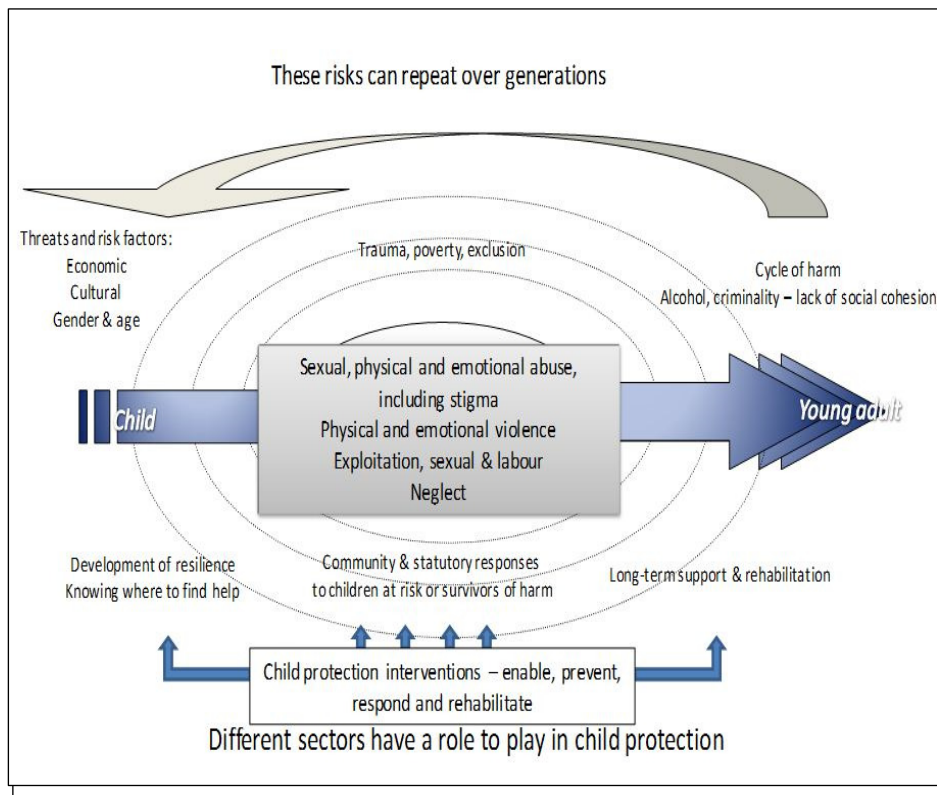 These risks can repeat over generations
Threats and risk factors:
Economic
Cultural
Gender & age
Trauma, poverty, exclusion
Cycle of harm
Alcohol, criminality – lack of social cohesion
Child
Sexual, physical and emotional abuse,
including stigma
Physical and emotional violence
Exploitation, sexual & labour
Neglect
Young adult
Development of resilience
Knowing where to find help
Community & statutory responses
to children at risk or survivors of harm
Long-term support & rehabilitation
Child protection interventions – enable, prevent,
respond and rehabilitate
Different sectors have a role to play in child protection